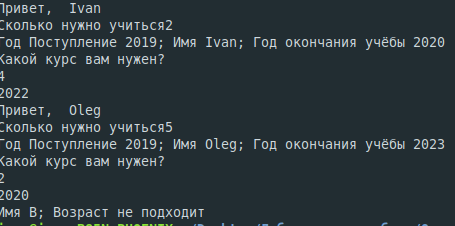 Привет,  Ivan
Сколько нужно учиться2
Год Поступление 2019; Имя Ivan; Год окончания учёбы 2020
Какой курс вам нужен?
4
2022
Привет,  Oleg
Сколько нужно учиться5
Год Поступление 2019; Имя Oleg; Год окончания учёбы 2023
Какой курс вам нужен?
2
2020
Имя B; Возраст не подходит